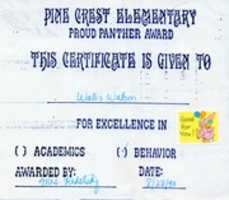 PINE CREST ELEMENTARY
PROUD PANTHER AWARD
THIS CERTIFICATE IS GIVEN TO
Watson
FOR EXCELLENCE IN
( ) ACADEMICS (·) BEHAVIOR
AWARDED BY: DATE: